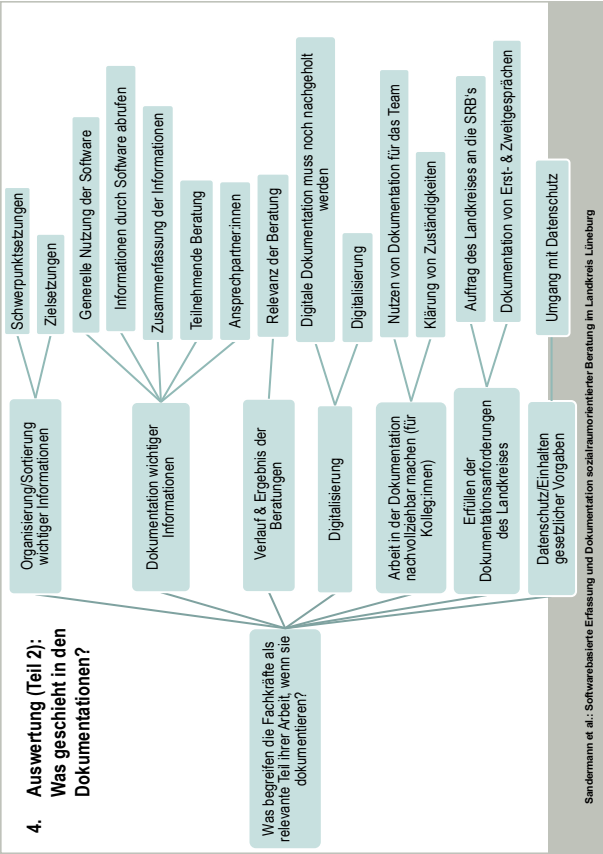 4. Auswertung (Teil 2):
Was geschieht in den
Dokumentationen?
Was begreifen die Fachkräfte als
relevante Teil ihrer Arbeit, wenn sie
dokumentieren?
Organisierung/Sortierung
wichtiger Informationen
Schwerpunktsetzungen
Zielsetzungen
Dokumentation wichtiger
Informationen
Generelle Nutzung der Software
Informationen durch Software abrufen
Zusammenfassung der Informationen
Teilnehmende Beratung
Ansprechpartner:innen
Verlauf & Ergebnis der
Beratungen
Relevanz der Beratung
Digitalisierung
Digitale Dokumentation muss noch nachgeholt
werden
Digitalisierung
Arbeit in der Dokumentation
nachvollziehbar machen (für
Kolleg:innen)
Nutzen von Dokumentation für das Team
Klärung von Zuständigkeiten
Erfüllen der
Dokumentationsanforderungen
des Landkreises
Auftrag des Landkreises an die SRB's
Dokumentation von Erst- & Zweitgesprächen
Datenschutz/Einhalten
gesetzlicher Vorgaben
Umgang mit Datenschutz
Sandermann et al.: Softwarebasierte Erfassung und Dokumentation sozialraumorientierter Beratung im Landkreis Lüneburg